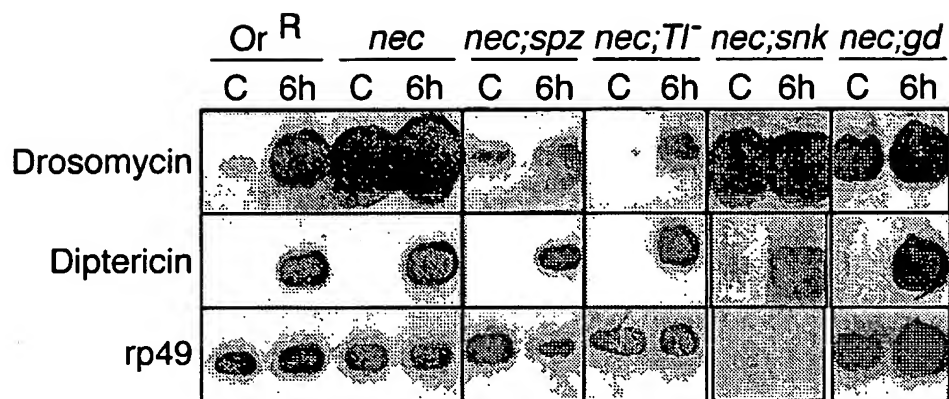 Or R nec nec;spz nec;Tl- nec;snk nec;gd
C 6h C 6h C 6h C 6h C 6h C 6h
Drosomycin
Diptericin
rp49